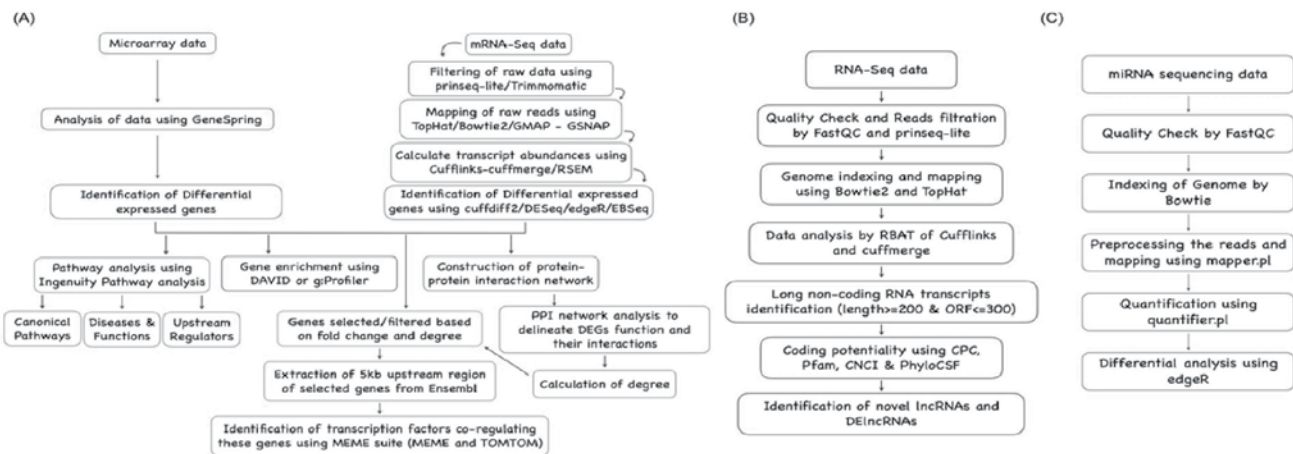 (A)
Microarray data
Analysis of data using GeneSpring
Identification of Differential
expressed genes
mRNA-Seq data
Filtering of raw data using
prinseq-lite/Trimmomatic
Mapping of raw reads using
TopHat/Bowtie2/GMAP - GSNAP
Calculate transcript abundances using
Cufflinks-cuffmerge/RSEM
Identification of Differential expressed
genes using cuffdiff2/DESeq/edgeR/EBSeq
Pathway analysis using
Ingenuity Pathway analysis
Gene enrichment using
DAVID or g:Profiler
Construction of protein-
protein interaction network
Canonical
Pathways
Diseases &
Functions
Upstream
Regulators
Genes selected/filtered based
on fold change and degree
PPI network analysis to
delineate DEGs function and
their interactions
Extraction of 5kb upstream region
of selected genes from Ensembl
Calculation of degree
Identification of transcription factors co-regulating
these genes using MEME suite (MEME and TOMTOM)
(B)
RNA-Seq data
Quality Check and Reads filtration
by FastQC and prinseq-lite
Genome indexing and mapping
using Bowtie2 and TopHat
Data analysis by RBAT of Cufflinks
and cuffmerge
Long non-coding RNA transcripts
identification (length>=200 & ORF<=300)
Coding potentiality using CPC,
Pfam, CNCI & PhyloCSF
Identification of novel lncRNAs and
DElncRNAs
(C)
miRNA sequencing data
Quality Check by FastQC
Indexing of Genome by
Bowtie
Preprocessing the reads and
mapping using mapper.pl
Quantification using
quantifier.pl
Differential analysis using
edgeR